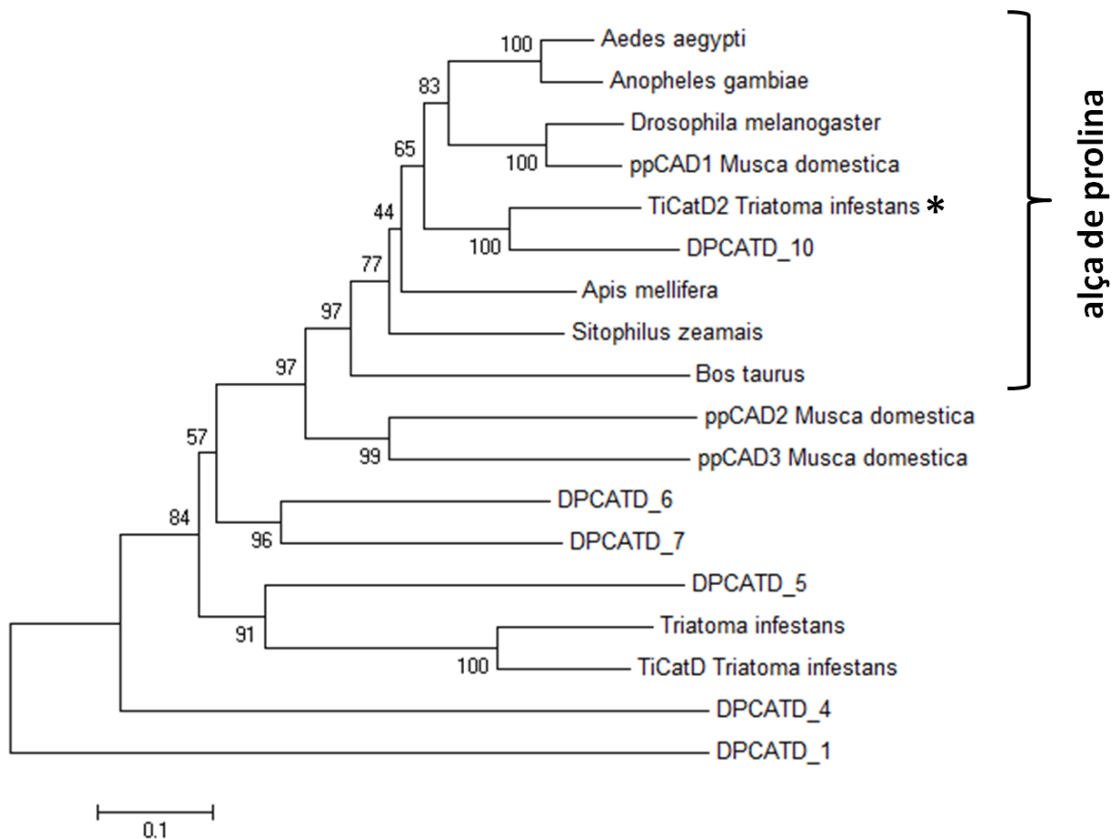 Aedes aegypti
100
Anopheles gambiae
83
Drosophila melanogaster
65
100
ppCAD1 Musca domestica
TiCatD2 Triatoma infestans *
44
100
DPCATD_10
77
Apis mellifera
97
Sitophilus zeamais
97
Bos taurus
ppCAD2 Musca domestica
57
99
ppCAD3 Musca domestica
DPCATD_6
84
96
DPCATD_7
DPCATD_5
91
Triatoma infestans
100
TiCatD Triatoma infestans
DPCATD_4
DPCATD_1
0.1
alça de prolina